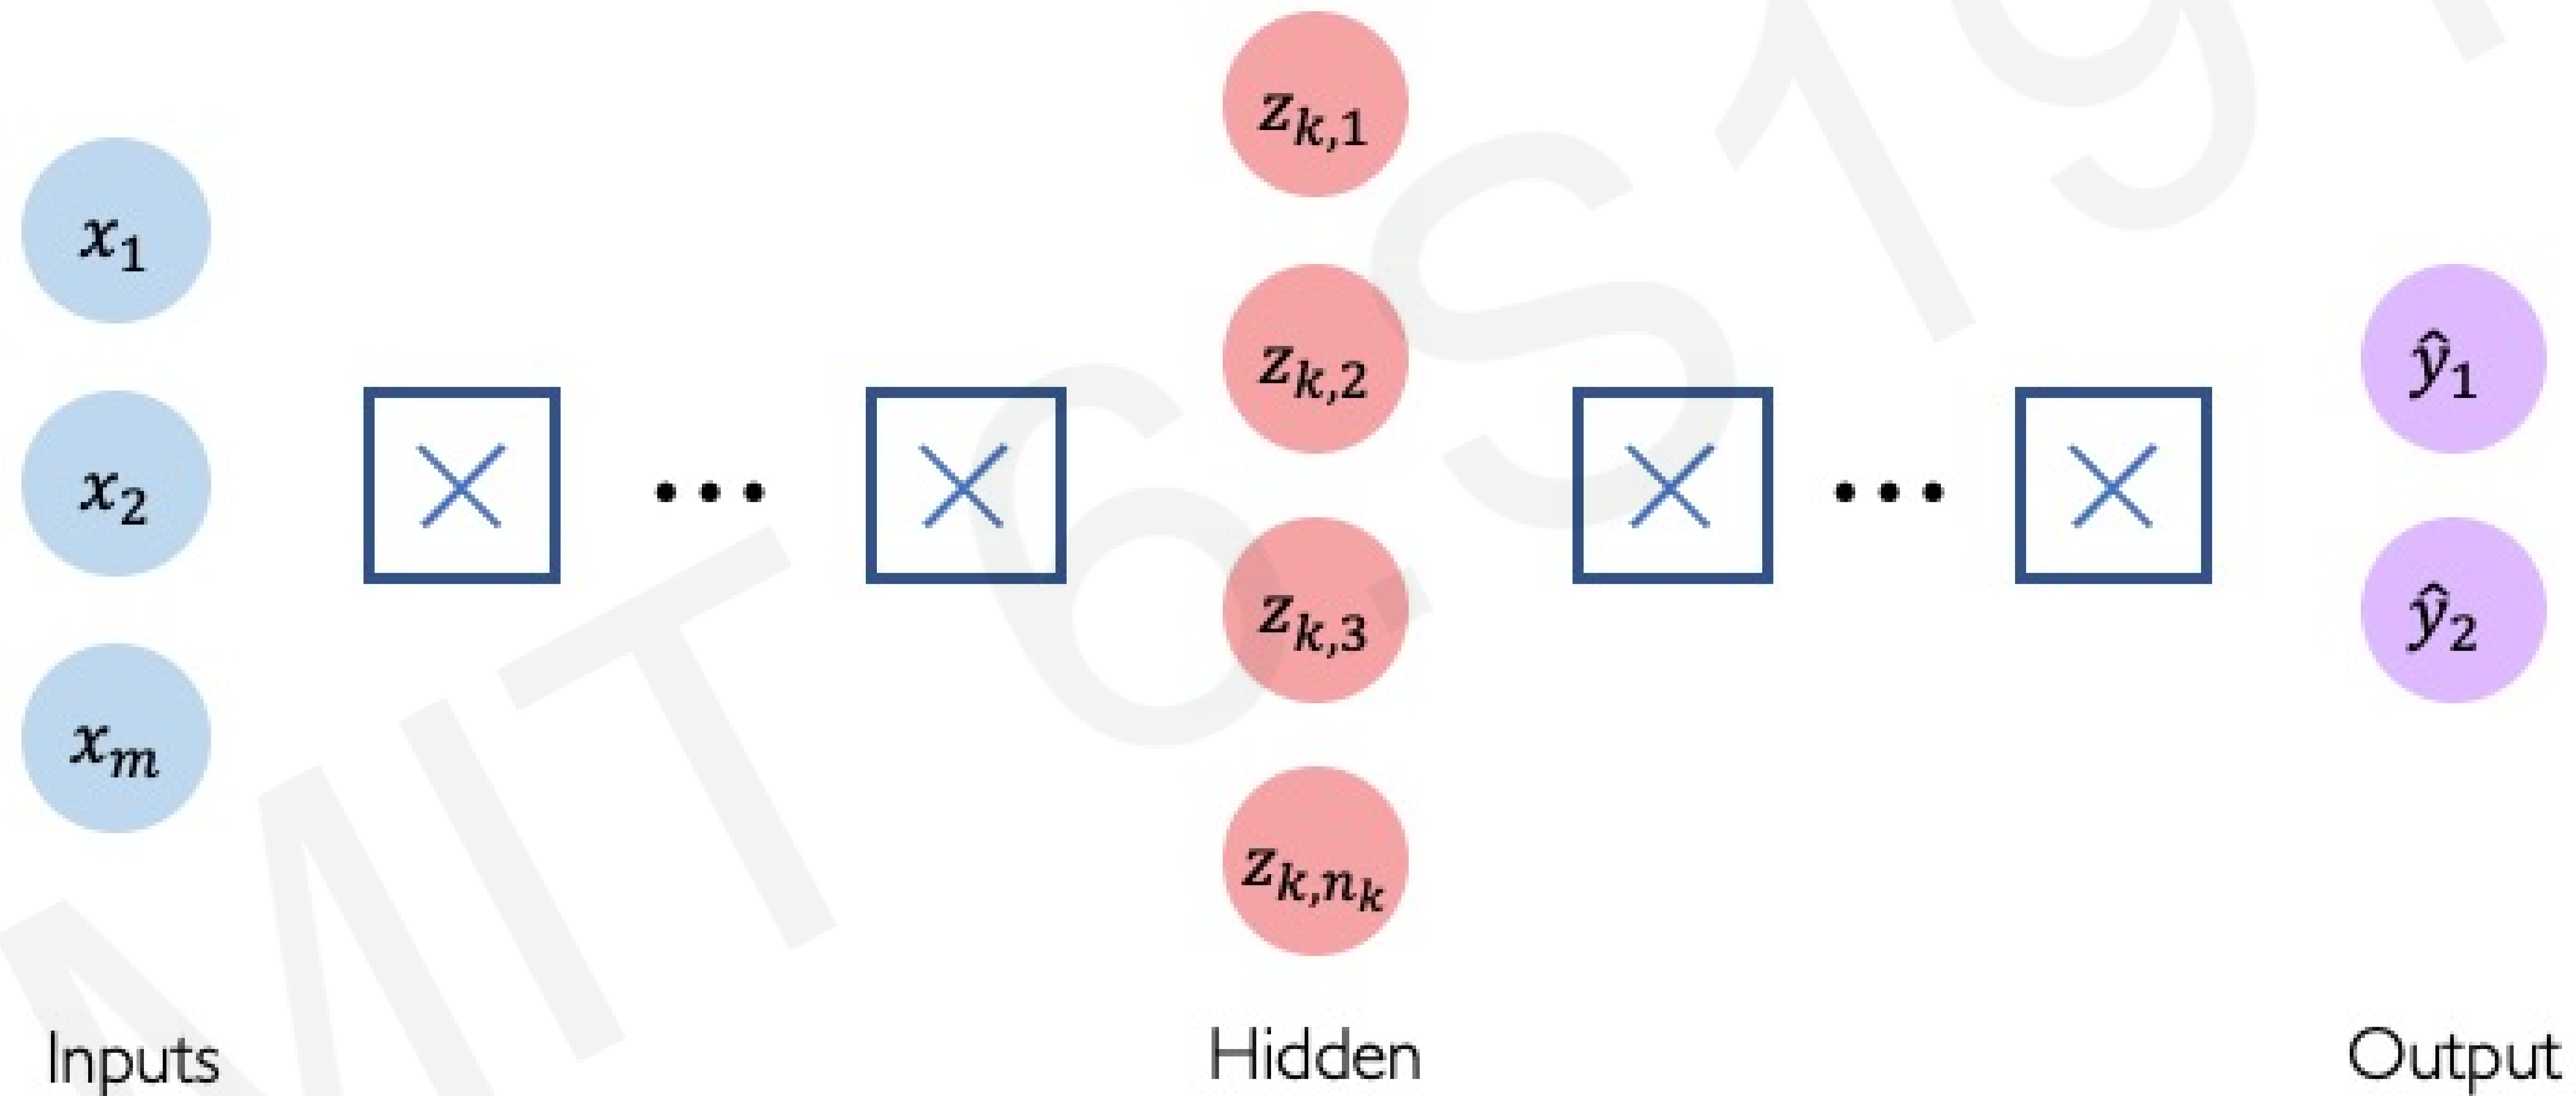 x₁
x₂
xₘ
z_{k,1}
z_{k,2}
z_{k,3}
z_{k,n_k}
ŷ₁
ŷ₂
Inputs
Hidden
Output
MIT 6.S19